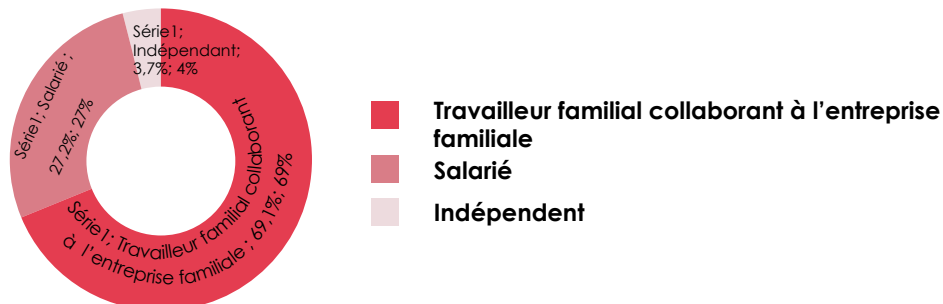 Série1;
Indépendant;
3,7%; 4%
Série1; Salarié ;
27,2%; 27%
Série1; Travailleur familial collaborant
à l'entreprise familiale ; 69,1%; 69%
Travailleur familial collaborant à l’entreprise
familiale
Salarié
Indépendent